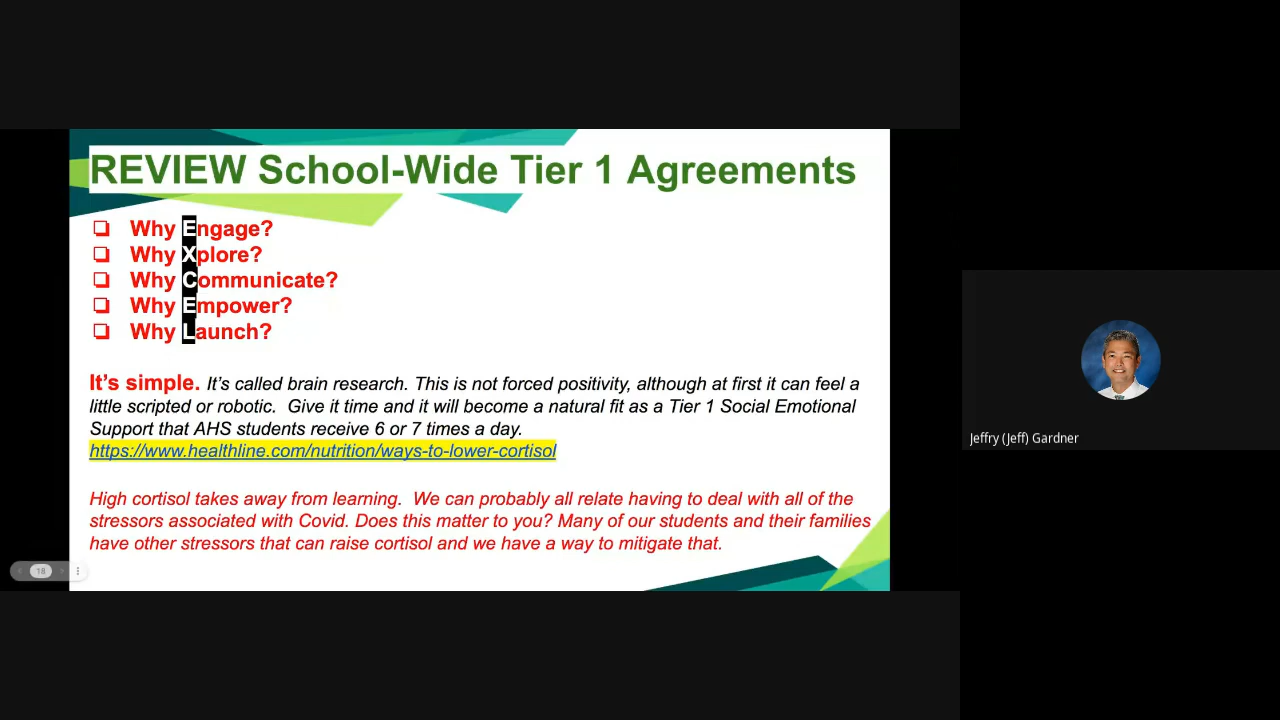 REVIEW School-Wide Tier 1 Agreements
Why Engage?
Why Xplore?
Why Communicate?
Why Empower?
Why Launch?
It's simple. It's called brain research. This is not forced positivity, although at first it can feel a
little scripted or robotic. Give it time and it will become a natural fit as a Tier 1 Social Emotional
Support that AHS students receive 6 or 7 times a day.
https://www.healthline.com/nutrition/ways-to-lower-cortisol
High cortisol takes away from learning. We can probably all relate having to deal with all of the
stressors associated with Covid. Does this matter to you? Many of our students and their families
have other stressors that can raise cortisol and we have a way to mitigate that.
18
Jeffry (Jeff) Gardner